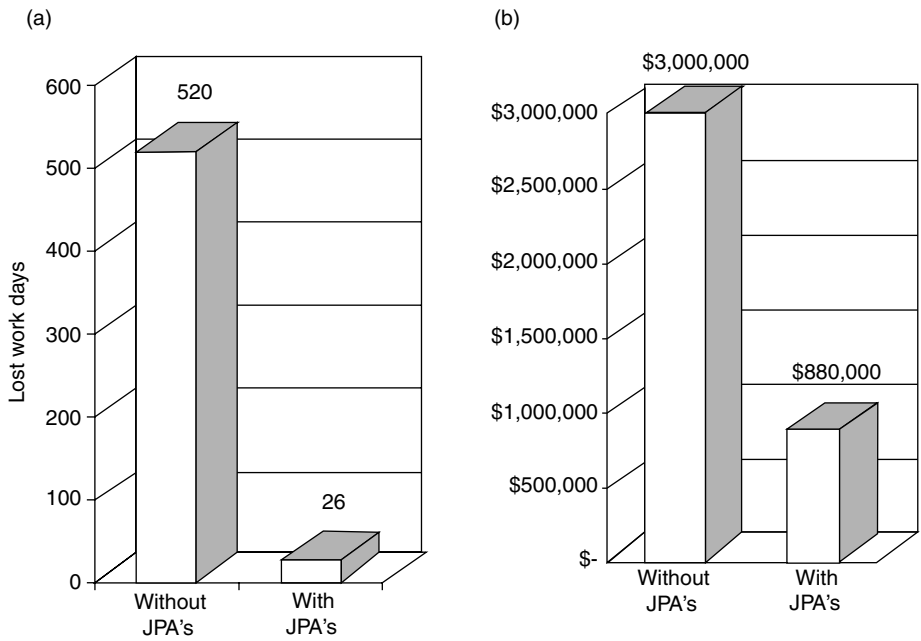 (a)
600
500
400
300
200
100
0
Lost work days
520
26
Without
JPA's
With
JPA's
(b)
$3,000,000
$2,500,000
$2,000,000
$1,500,000
$1,000,000
$500,000
$-
$3,000,000
$880,000
Without
JPA's
With
JPA's